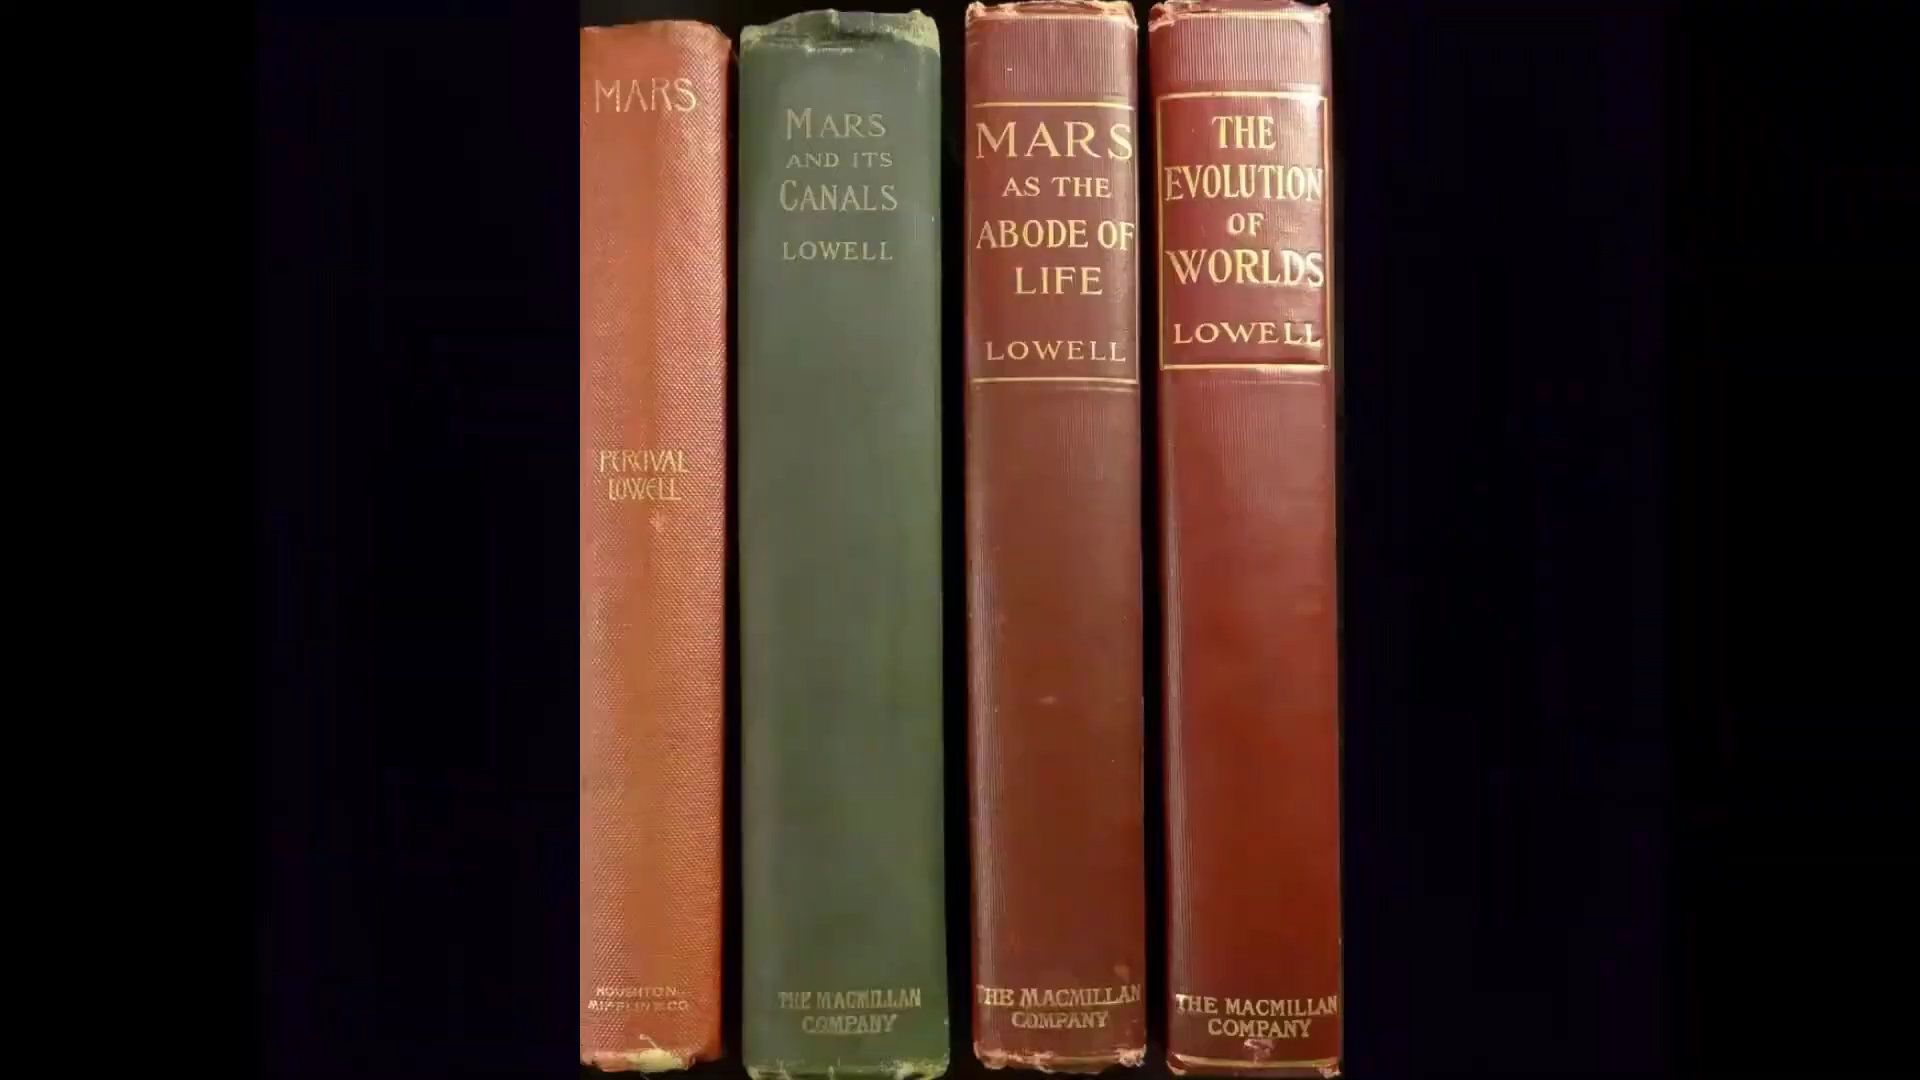 MARS
PERCIVAL
LOWELL
HOUGHTON
MIFFLIN & CO
MARS
AND ITS
CANALS
LOWELL
THE MACMILLAN
COMPANY
MARS
AS THE
ABODE OF
LIFE
LOWELL
THE MACMILLAN
COMPANY
THE
EVOLUTION
OF
WORLDS
LOWELL
THE MACMILLAN
COMPANY